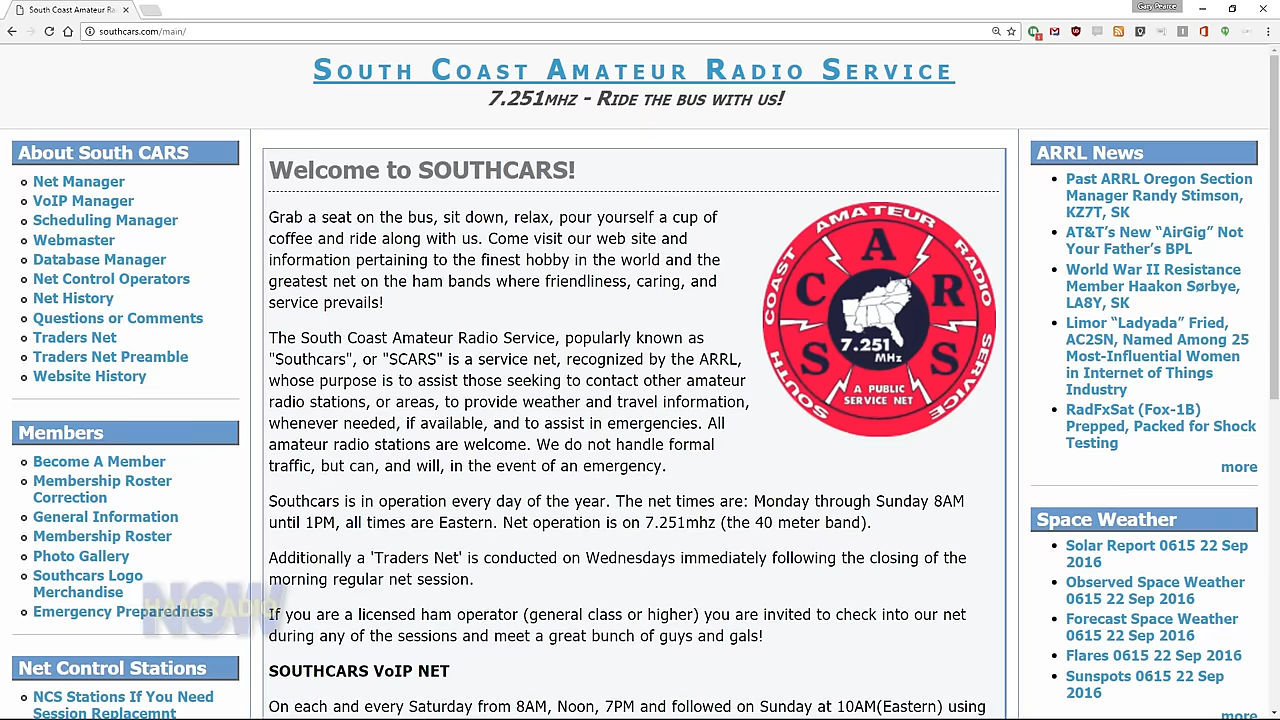 South Coast Amateur Ra
Gary Pearce
southcars.com/main/
South Coast Amateur Radio Service
7.251mhz - Ride the bus with us!
About South CARS
Net Manager
VoIP Manager
Scheduling Manager
Webmaster
Database Manager
Net Control Operators
Net History
Questions or Comments
Traders Net
Traders Net Preamble
Website History
Members
Become A Member
Membership Roster
Correction
General Information
Membership Roster
Photo Gallery
Southcars Logo
Merchandise
Emergency Preparedness
Net Control Stations
NCS Stations If You Need
Session Replacemnt
Welcome to SOUTHCARS!
Grab a seat on the bus, sit down, relax, pour yourself a cup of
coffee and ride along with us. Come visit our web site and
information pertaining to the finest hobby in the world and the
greatest net on the ham bands where friendliness, caring, and
service prevails!
The South Coast Amateur Radio Service, popularly known as
"Southcars", or "SCARS" is a service net, recognized by the ARRL,
whose purpose is to assist those seeking to contact other amateur
radio stations, or areas, to provide weather and travel information,
whenever needed, if available, and to assist in emergencies. All
amateur radio stations are welcome. We do not handle formal
traffic, but can, and will, in the event of an emergency.
SOUTH COAST AMATEUR RADIO SERVICE
S C A R S
7.251
MHz
A PUBLIC
SERVICE NET
Southcars is in operation every day of the year. The net times are: Monday through Sunday 8AM
until 1PM, all times are Eastern. Net operation is on 7.251mhz (the 40 meter band).
Additionally a 'Traders Net' is conducted on Wednesdays immediately following the closing of the
morning regular net session.
If you are a licensed ham operator (general class or higher) you are invited to check into our net
during any of the sessions and meet a great bunch of guys and gals!
SOUTHCARS VoIP NET
On each and every Saturday from 8AM, Noon, 7PM and followed on Sunday at 10AM(Eastern) using
ARRL News
Past ARRL Oregon Section
Manager Randy Stimson,
KZ7T, SK
AT&T's New "AirGig" Not
Your Father's BPL
World War II Resistance
Member Haakon Sørbye,
LA8Y, SK
Limor "Ladyada" Fried,
AC2SN, Named Among 25
Most-Influential Women
in Internet of Things
Industry
RadFxSat (Fox-1B)
Prepped, Packed for Shock
Testing
more
Space Weather
Solar Report 0615 22 Sep
2016
Observed Space Weather
0615 22 Sep 2016
Forecast Space Weather
0615 22 Sep 2016
Flares 0615 22 Sep 2016
Sunspots 0615 22 Sep
2016
more
HAM RADIO
NOW